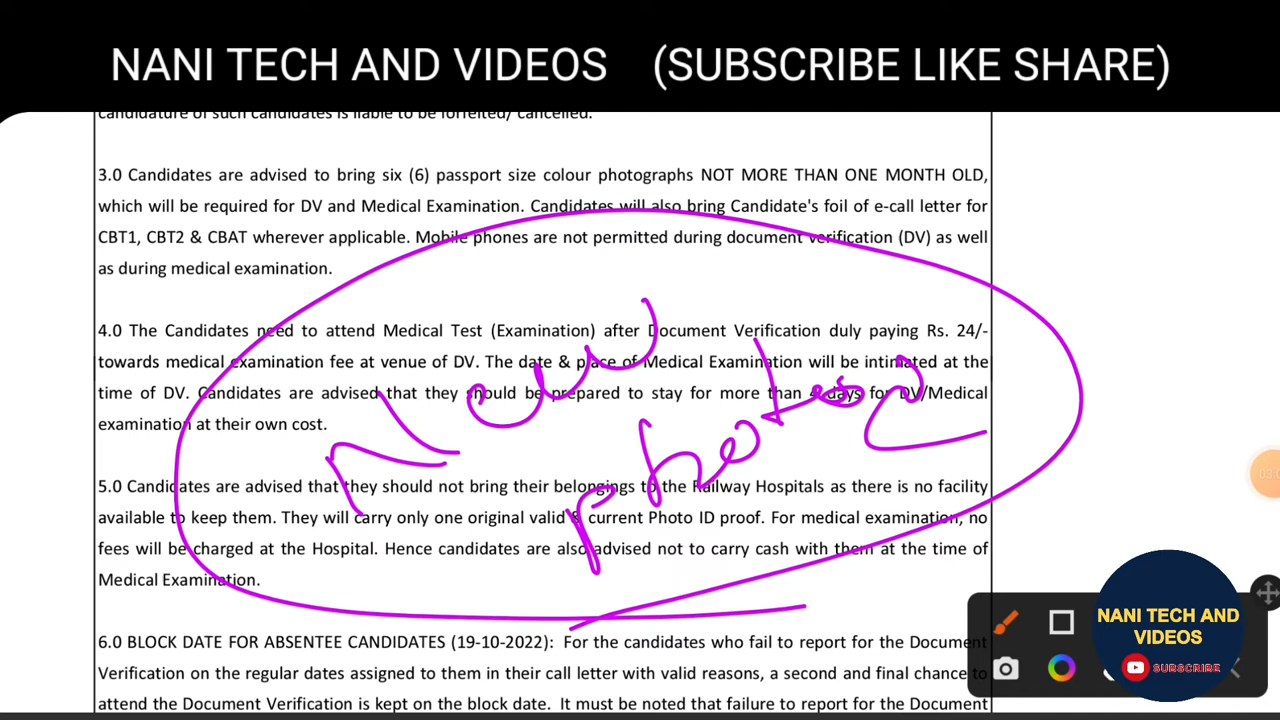 NANI TECH AND VIDEOS (SUBSCRIBE LIKE SHARE)
candidature of such candidates is liable to be forfeited/ cancelled.
3.0 Candidates are advised to bring six (6) passport size colour photographs NOT MORE THAN ONE MONTH OLD,
which will be required for DV and Medical Examination. Candidates will also bring Candidate's foil of e-call letter for
CBT1, CBT2 & CBAT wherever applicable. Mobile phones are not permitted during document verification (DV) as well
as during medical examination.
4.0 The Candidates need to attend Medical Test (Examination) after Document Verification duly paying Rs. 24/-
towards medical examination fee at venue of DV. The date & place of Medical Examination will be intimated at the
time of DV. Candidates are advised that they should be prepared to stay for more than 4 days for DV/Medical
examination at their own cost.
New
photos
5.0 Candidates are advised that they should not bring their belongings to the Railway Hospitals as there is no facility
available to keep them. They will carry only one original valid & current Photo ID proof. For medical examination, no
fees will be charged at the Hospital. Hence candidates are also advised not to carry cash with them at the time of
Medical Examination.
6.0 BLOCK DATE FOR ABSENTEE CANDIDATES (19-10-2022): For the candidates who fail to report for the Document
Verification on the regular dates assigned to them in their call letter with valid reasons, a second and final chance to
attend the Document Verification is kept on the block date. It must be noted that failure to report for the Document
NANI TECH AND
VIDEOS
SUBSCRIBE